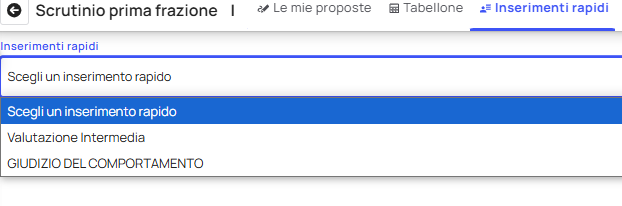 Scrutinio prima frazione I Le mie proposte Tabellone Inserimenti rapidi
Inserimenti rapidi
Scegli un inserimento rapido
Scegli un inserimento rapido
Valutazione Intermedia
GIUDIZIO DEL COMPORTAMENTO